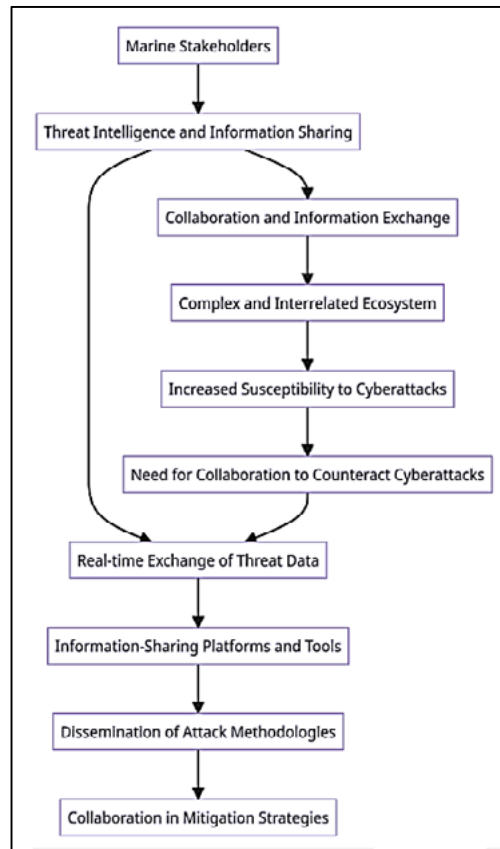 Marine Stakeholders
Threat Intelligence and Information Sharing
Collaboration and Information Exchange
Complex and Interrelated Ecosystem
Increased Susceptibility to Cyberattacks
Need for Collaboration to Counteract Cyberattacks
Real-time Exchange of Threat Data
Information-Sharing Platforms and Tools
Dissemination of Attack Methodologies
Collaboration in Mitigation Strategies